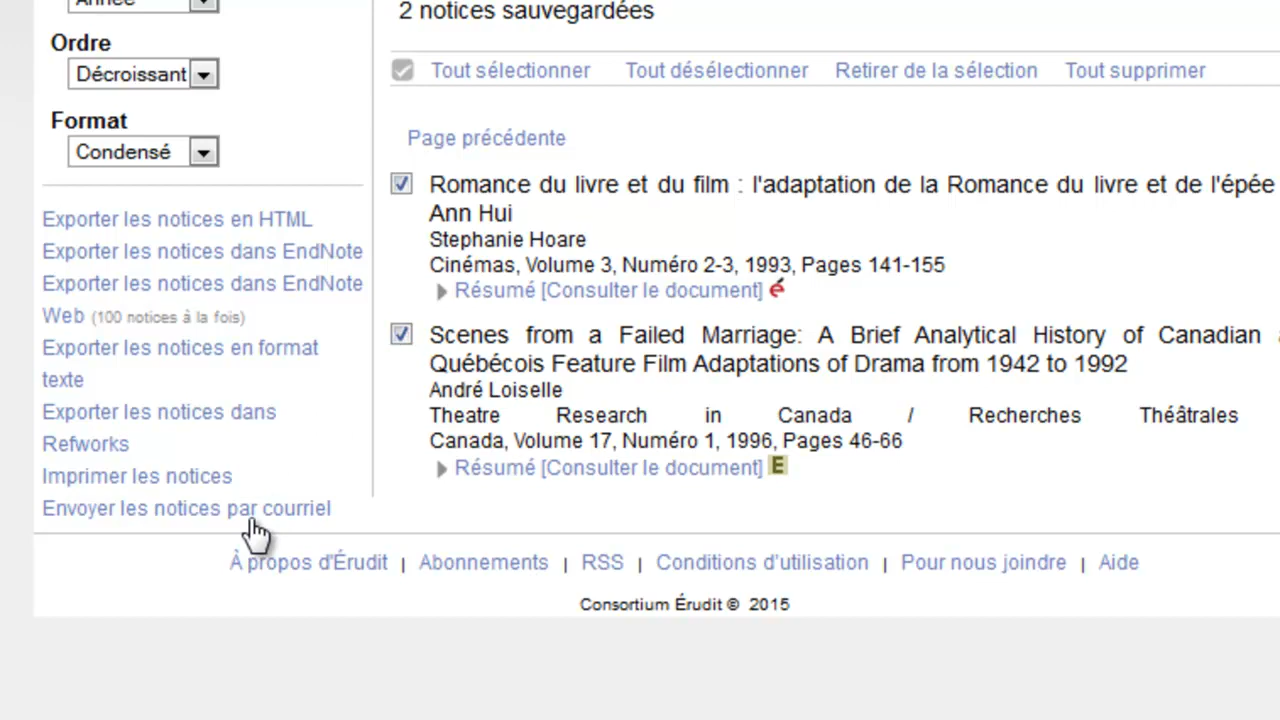 Année
Ordre
Décroissant
Format
Condensé
Exporter les notices en HTML
Exporter les notices dans EndNote
Exporter les notices dans EndNote
Web (100 notices à la fois)
Exporter les notices en format
texte
Exporter les notices dans
Refworks
Imprimer les notices
Envoyer les notices par courriel
2 notices sauvegardées
Tout sélectionner Tout désélectionner Retirer de la sélection Tout supprimer
Page précédente
Romance du livre et du film : l'adaptation de la Romance du livre et de l'épée
Ann Hui
Stephanie Hoare
Cinémas, Volume 3, Numéro 2-3, 1993, Pages 141-155
Résumé [Consulter le document] é
Scenes from a Failed Marriage: A Brief Analytical History of Canadian
Québécois Feature Film Adaptations of Drama from 1942 to 1992
André Loiselle
Theatre Research in Canada / Recherches Théâtrales
Canada, Volume 17, Numéro 1, 1996, Pages 46-66
Résumé [Consulter le document] E
À propos d'Érudit | Abonnements | RSS | Conditions d'utilisation | Pour nous joindre | Aide
Consortium Érudit © 2015